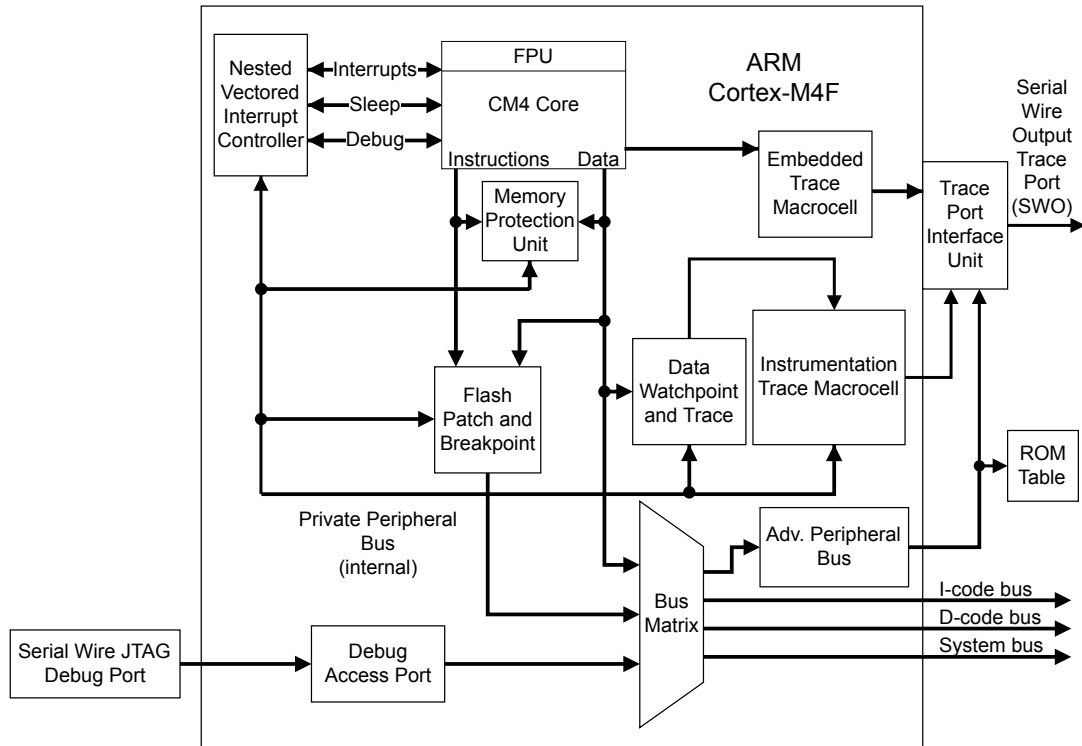 Nested
Vectored
Interrupt
Controller
Interrupts
Sleep
Debug
FPU
CM4 Core
Instructions
Data
ARM
Cortex-M4F
Serial
Wire
Output
Trace
Port
(SWO)
Embedded
Trace
Macrocell
Trace
Port
Interface
Unit
Memory
Protection
Unit
Flash
Patch and
Breakpoint
Data
Watchpoint
and Trace
Instrumentation
Trace Macrocell
ROM
Table
Private Peripheral
Bus
(internal)
Adv. Peripheral
Bus
Bus
Matrix
I-code bus
D-code bus
System bus
Serial Wire JTAG
Debug Port
Debug
Access Port